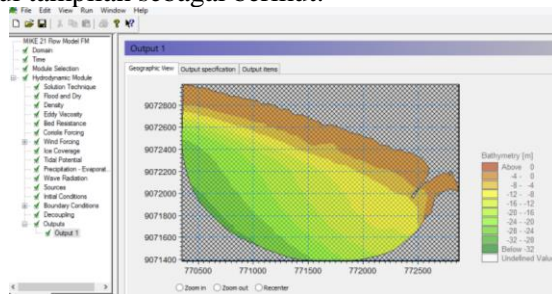 File Edit View Run Window Help
MIKE 21 Flow Model FM
Domain
Time
Module Selection
Hydrodynamic Module
Solution Technique
Flood and Dry
Density
Eddy Viscosity
Bed Resistance
Coriolis Forcing
Wind Forcing
Ice Coverage
Tidal Potential
Precipitation - Evaporat
Wave Radiation
Sources
Initial Conditions
Boundary Conditions
Decoupling
Outputs
Output 1
Output 1
Geographic View Output specification Output items
9072800
9072600
9072400
9072200
9072000
9071800
9071600
9071400
770500 771000 771500 772000 772500
Bathymetry [m]
Above 0
-4 - 0
-8 - -4
-12 - -8
-16 - -12
-20 - -16
-24 - -20
-28 - -24
-32 - -28
Below -32
Undefined Value
Zoom in Zoom out Recenter